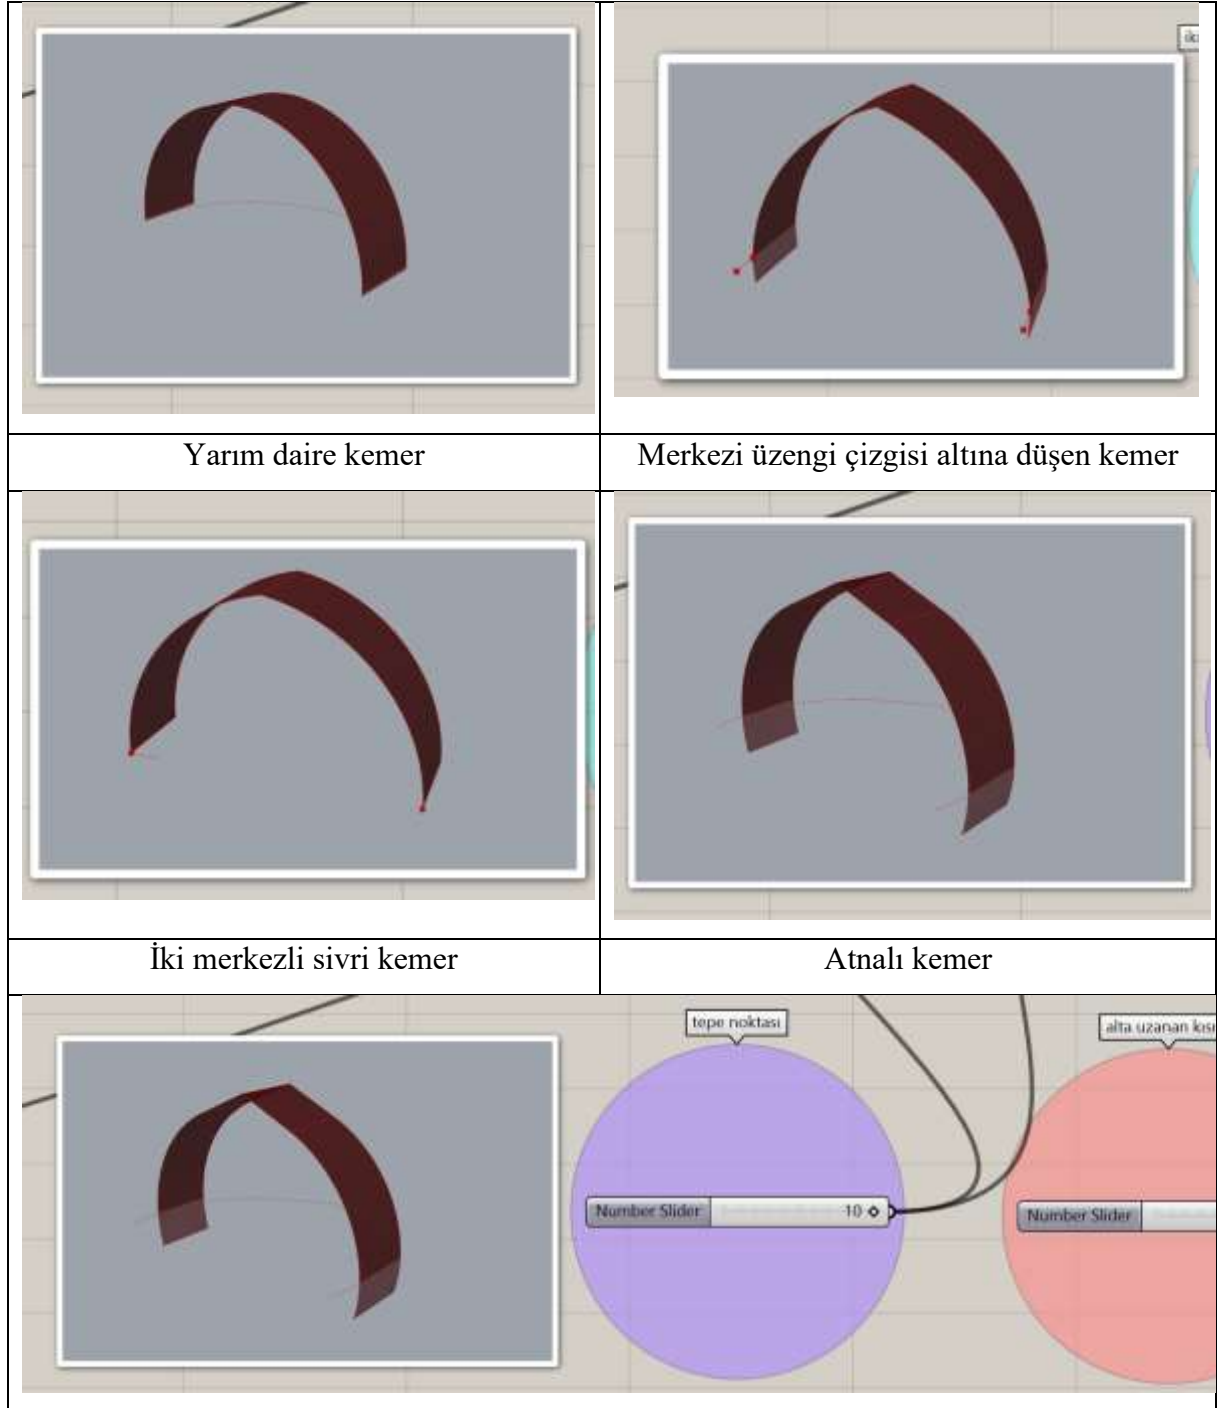 Yarım daire kemer
Merkezi üzengi çizgisi altına düşen kemer
İki merkezli sivri kemer
Atnalı kemer
tepe noktası
alta uzanan
Number Slider
10
Number Slider